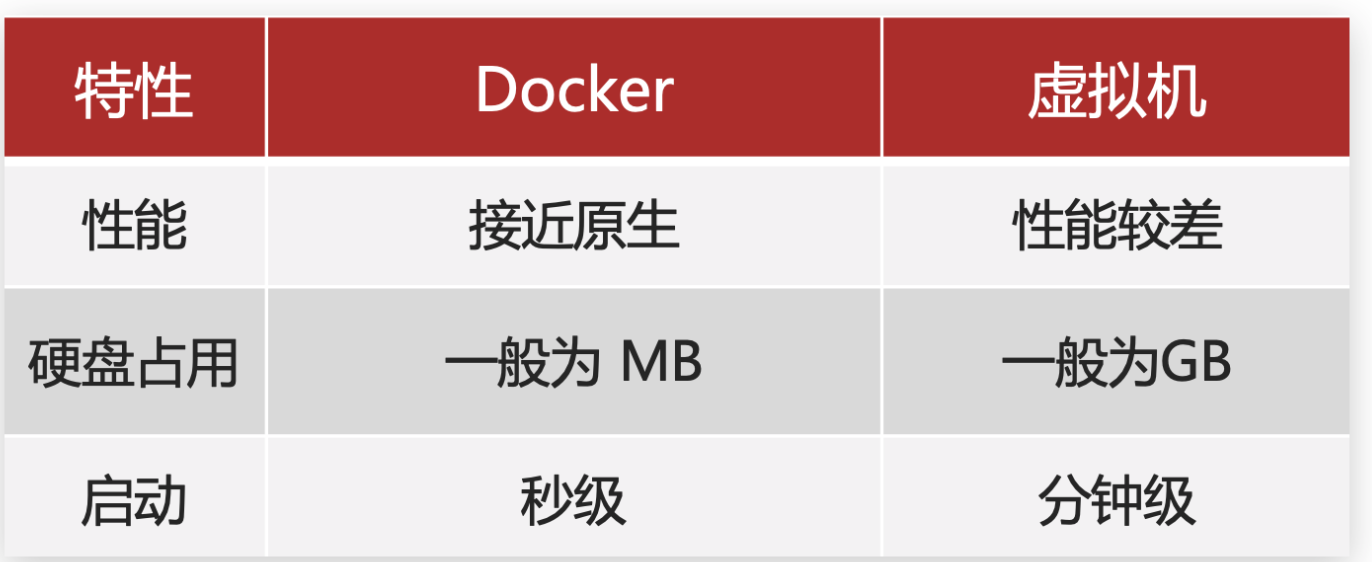 特性 Docker 虚拟机
性能 接近原生 性能较差
硬盘占用 一般为 MB 一般为GB
启动 秒级 分钟级